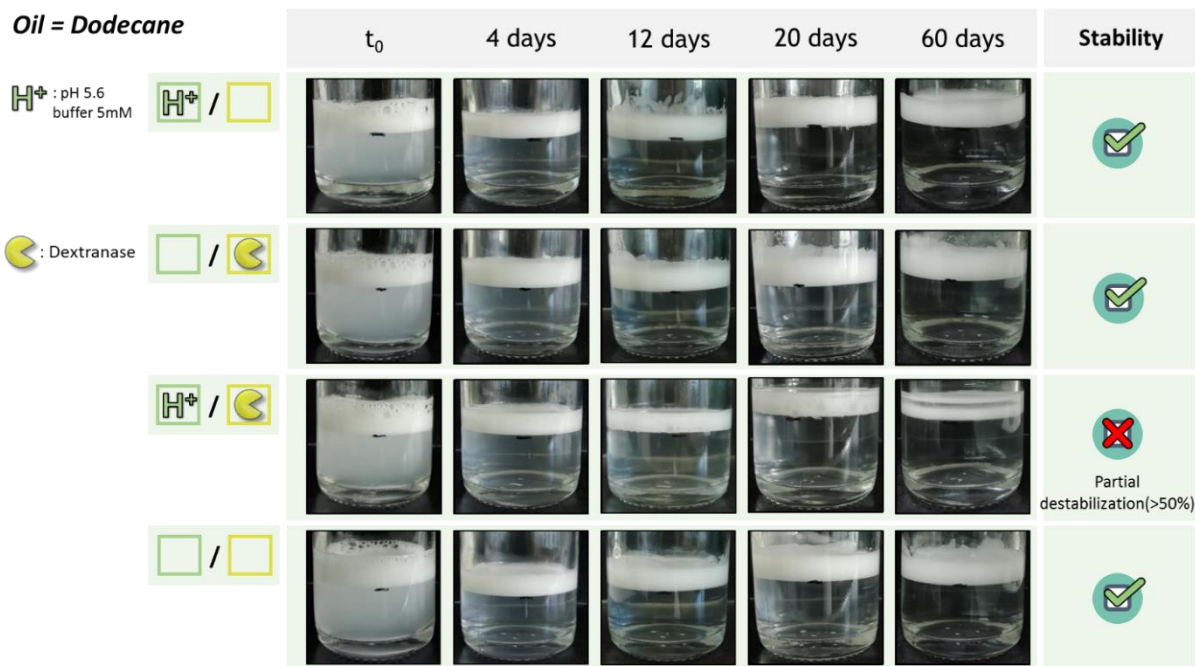 Oil = Dodecane
t₀
4 days
12 days
20 days
60 days
Stability
H⁺ : pH 5.6
buffer 5mM
H⁺ /
: Dextranase
/
H⁺ /
Partial
destabilization(>50%)
/